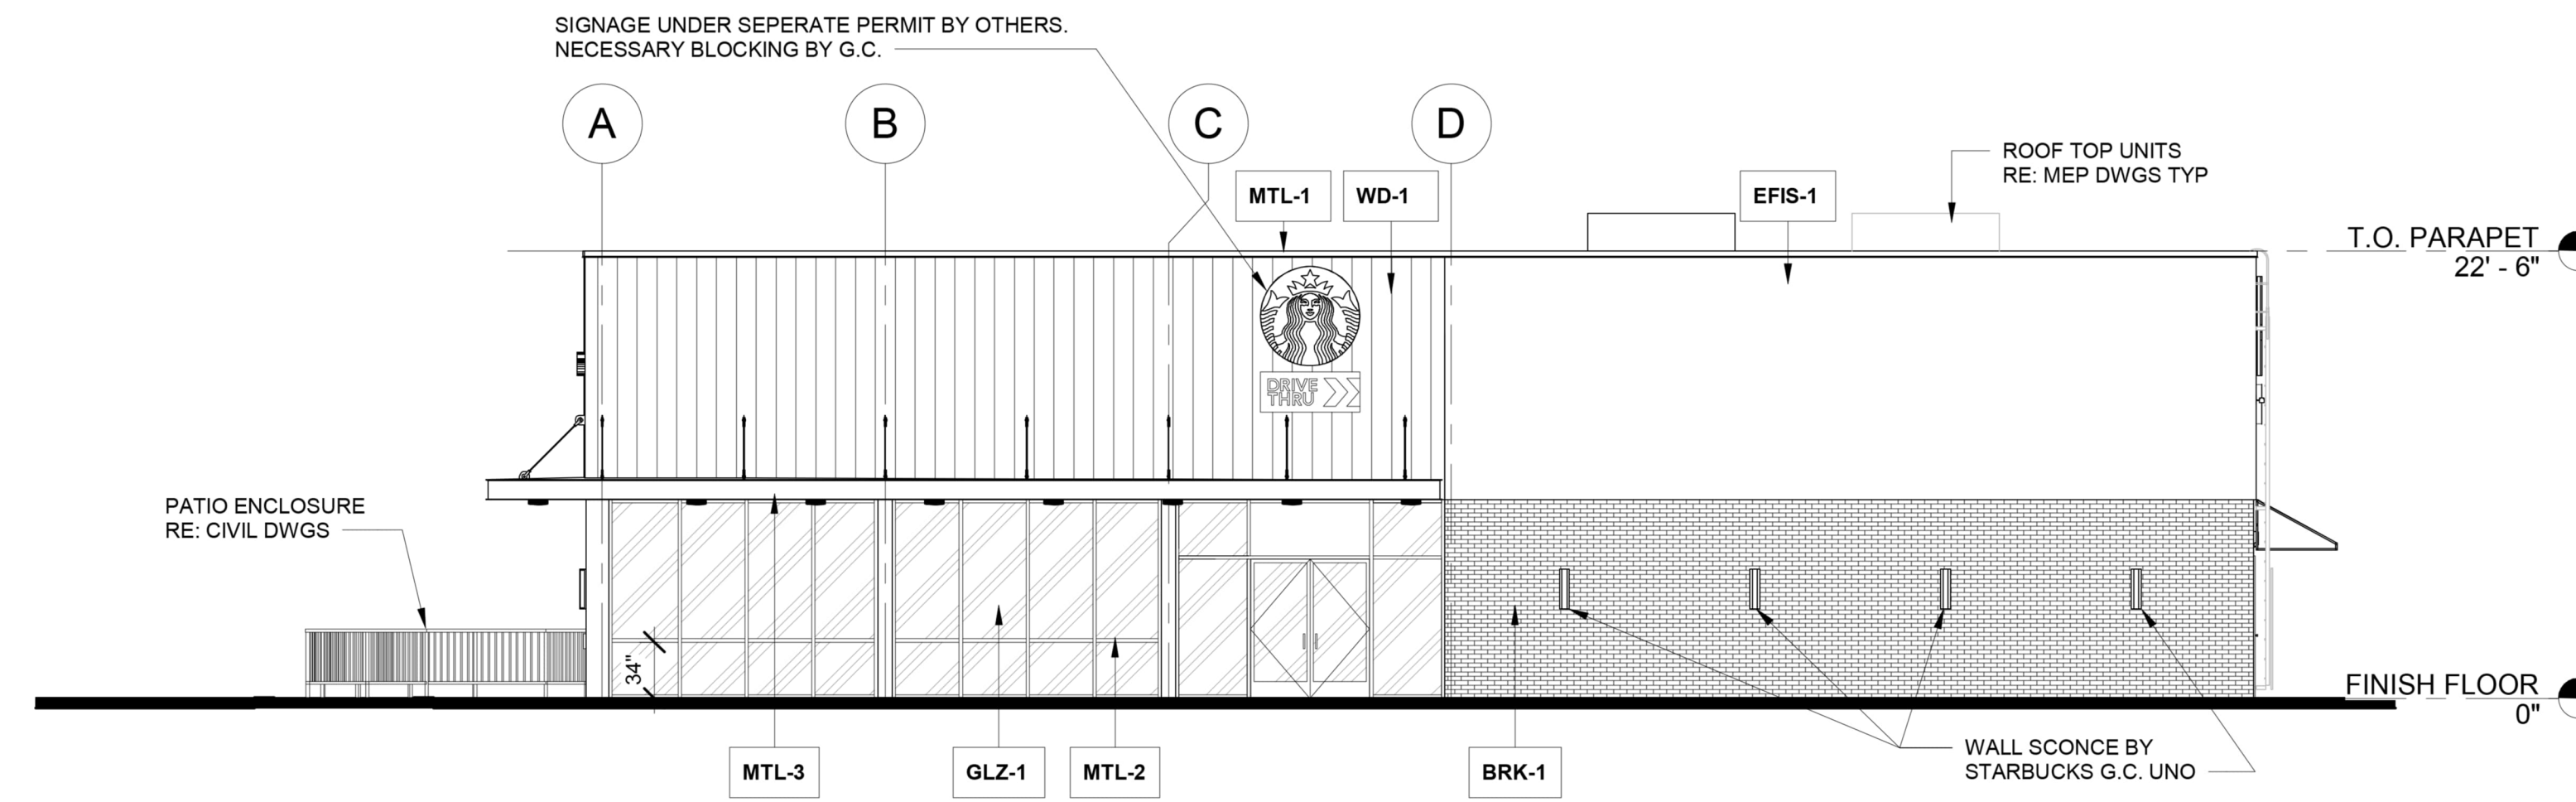 SIGNAGE UNDER SEPERATE PERMIT BY OTHERS.
NECESSARY BLOCKING BY G.C.
A
B
C
D
MTL-1
WD-1
EFIS-1
ROOF TOP UNITS
RE: MEP DWGS TYP
T.O. PARAPET
22' - 6"
DRIVE
THRU
PATIO ENCLOSURE
RE: CIVIL DWGS
34"
FINISH FLOOR
0"
MTL-3
GLZ-1
MTL-2
BRK-1
WALL SCONCE BY
STARBUCKS G.C. UNO